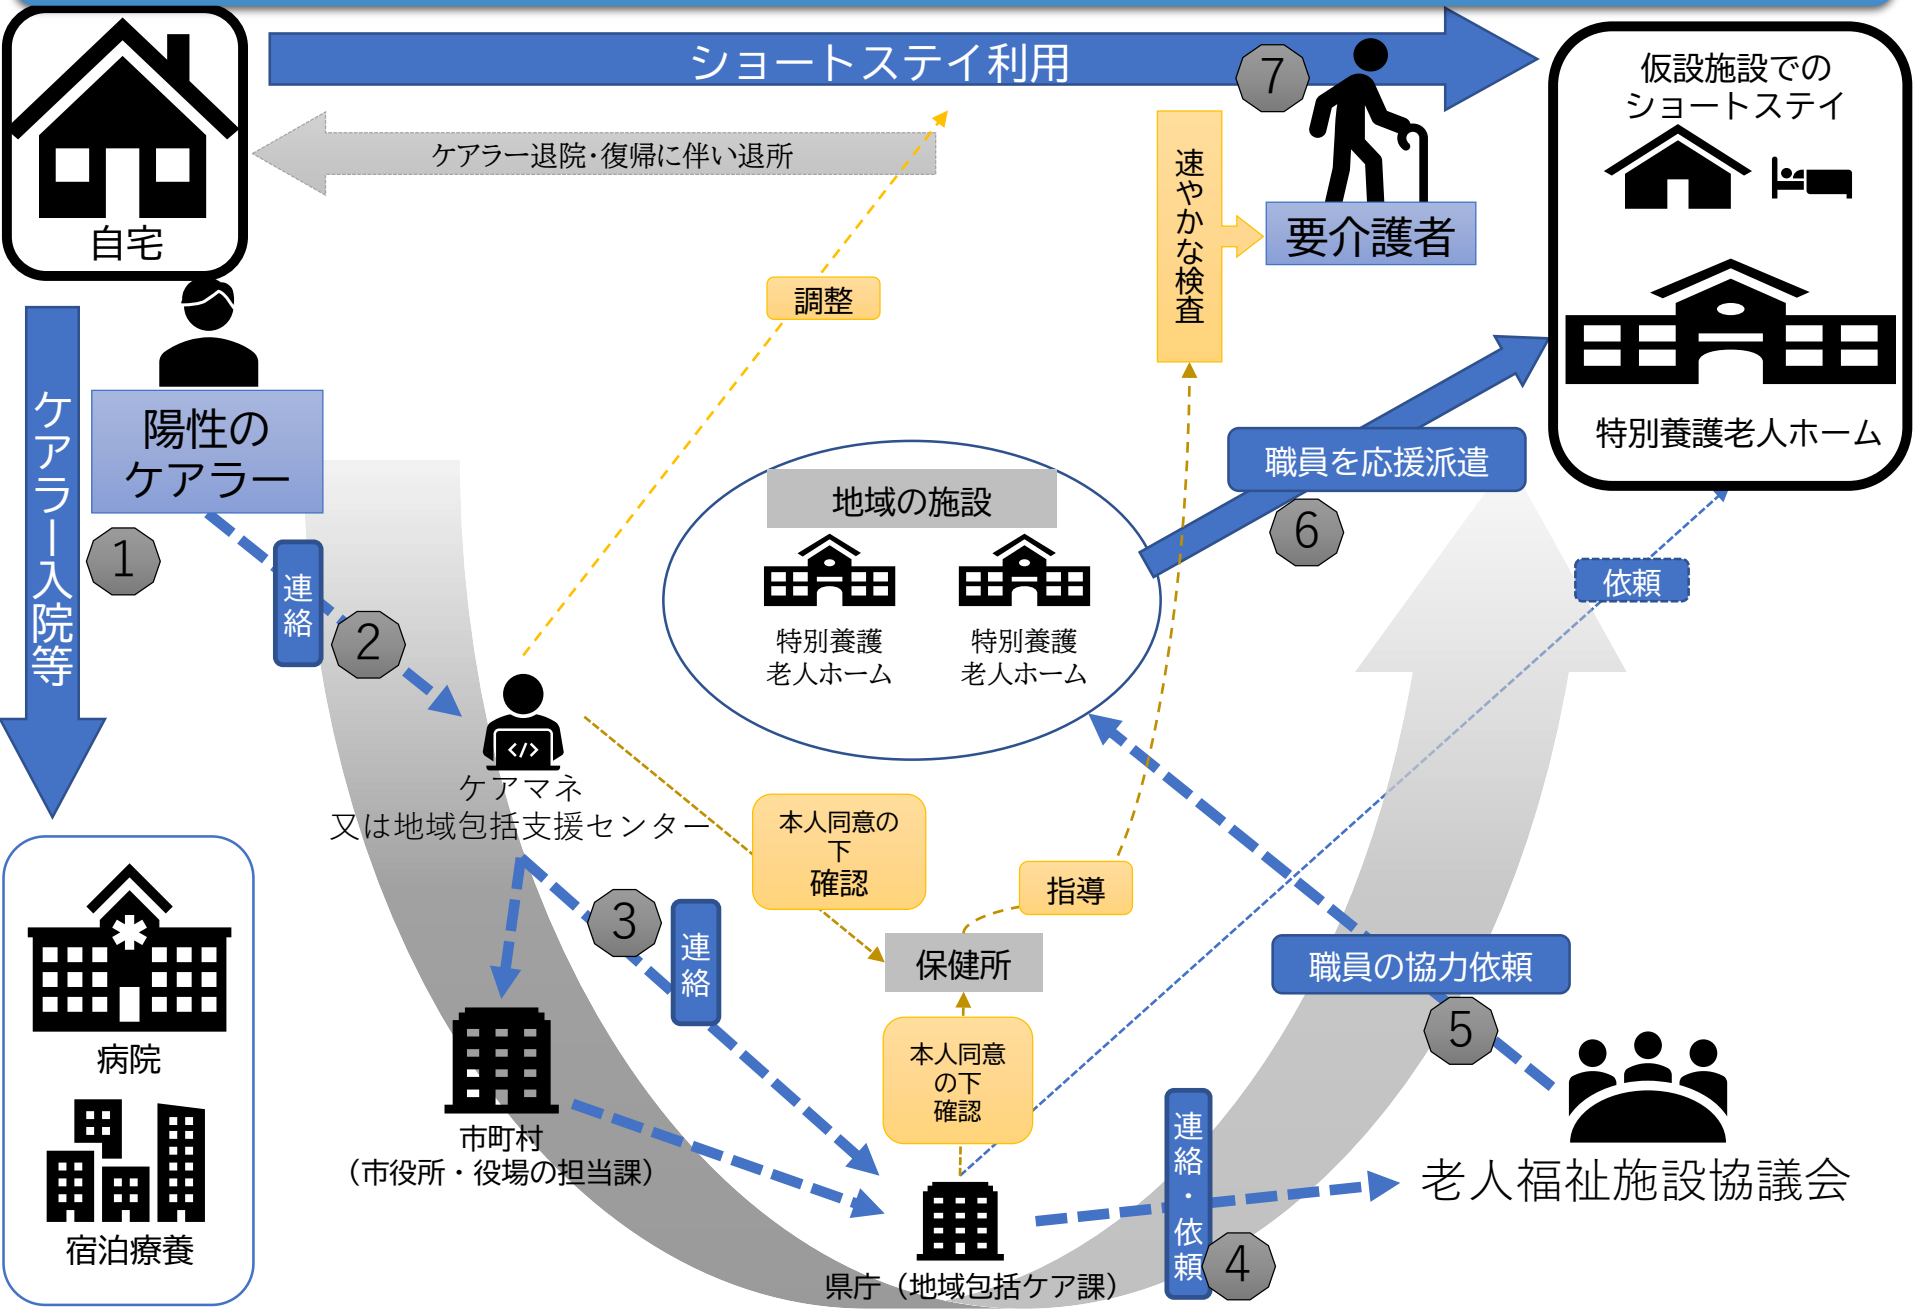 ショートステイ利用
⑦
仮設施設での
ショートステイ
ケアラー退院・復帰に伴い退所
速やかな検査
自宅
要介護者
調整
特別養護老人ホーム
ケアラー入院等
陽性の
ケアラー
職員を応援派遣
地域の施設
①
連絡
⑥
依頼
②
特別養護
老人ホーム
特別養護
老人ホーム
ケアマネ
又は地域包括支援センター
本人同意の
下
確認
指導
③
連絡
保健所
職員の協力依頼
⑤
病院
本人同意
の下
確認
市町村
（市役所・役場の担当課）
連絡・依頼
老人福祉施設協議会
宿泊療養
④
県庁（地域包括ケア課）